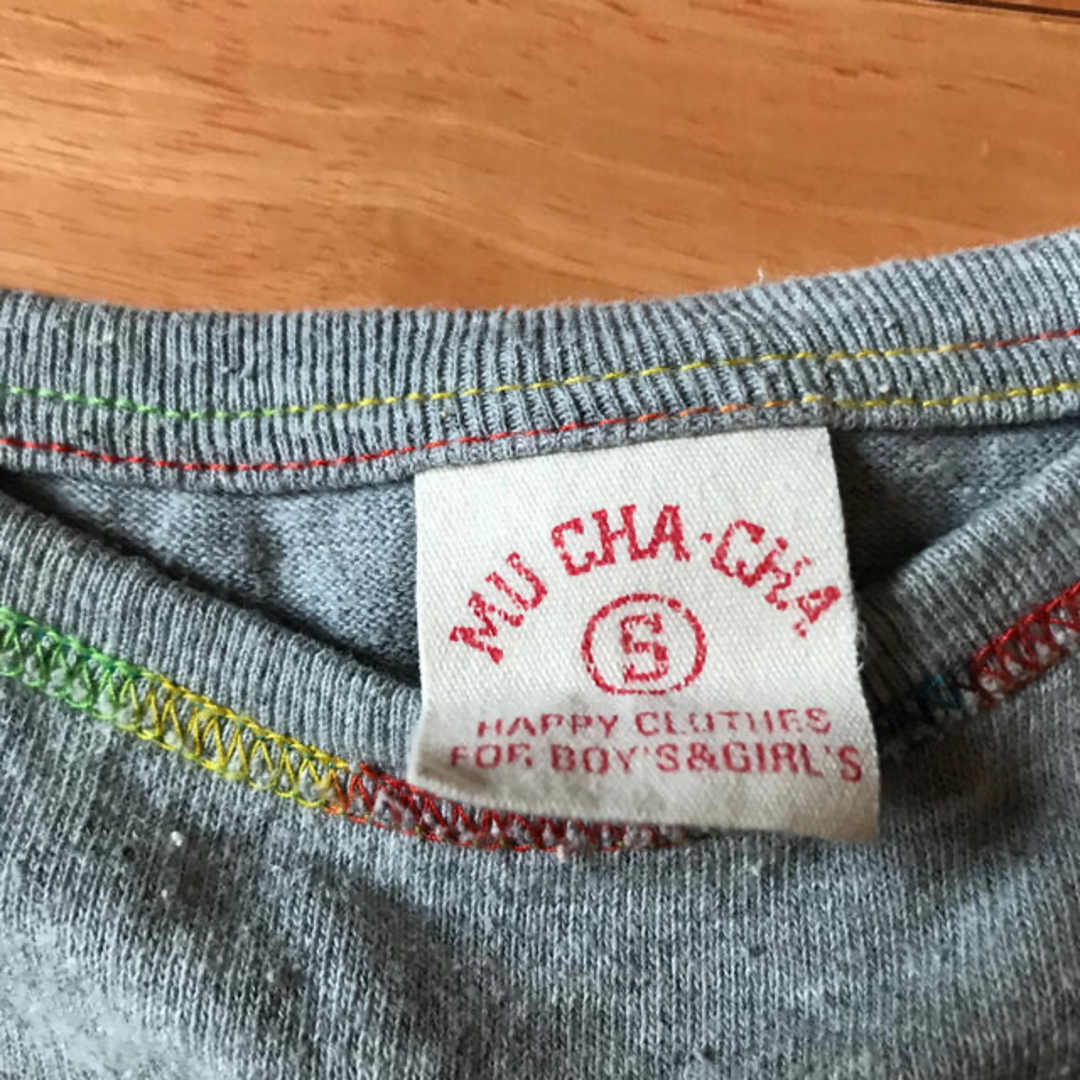 MU CHA·CHA
S
HAPPY CLOTHES
FOR BOY'S&GIRL'S